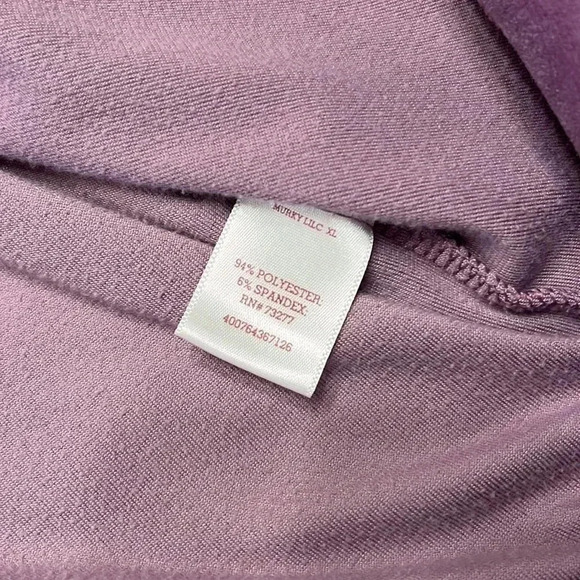 MURKY LILC XL
94% POLYESTER
6% SPANDEX
RN# 73277
400764367126